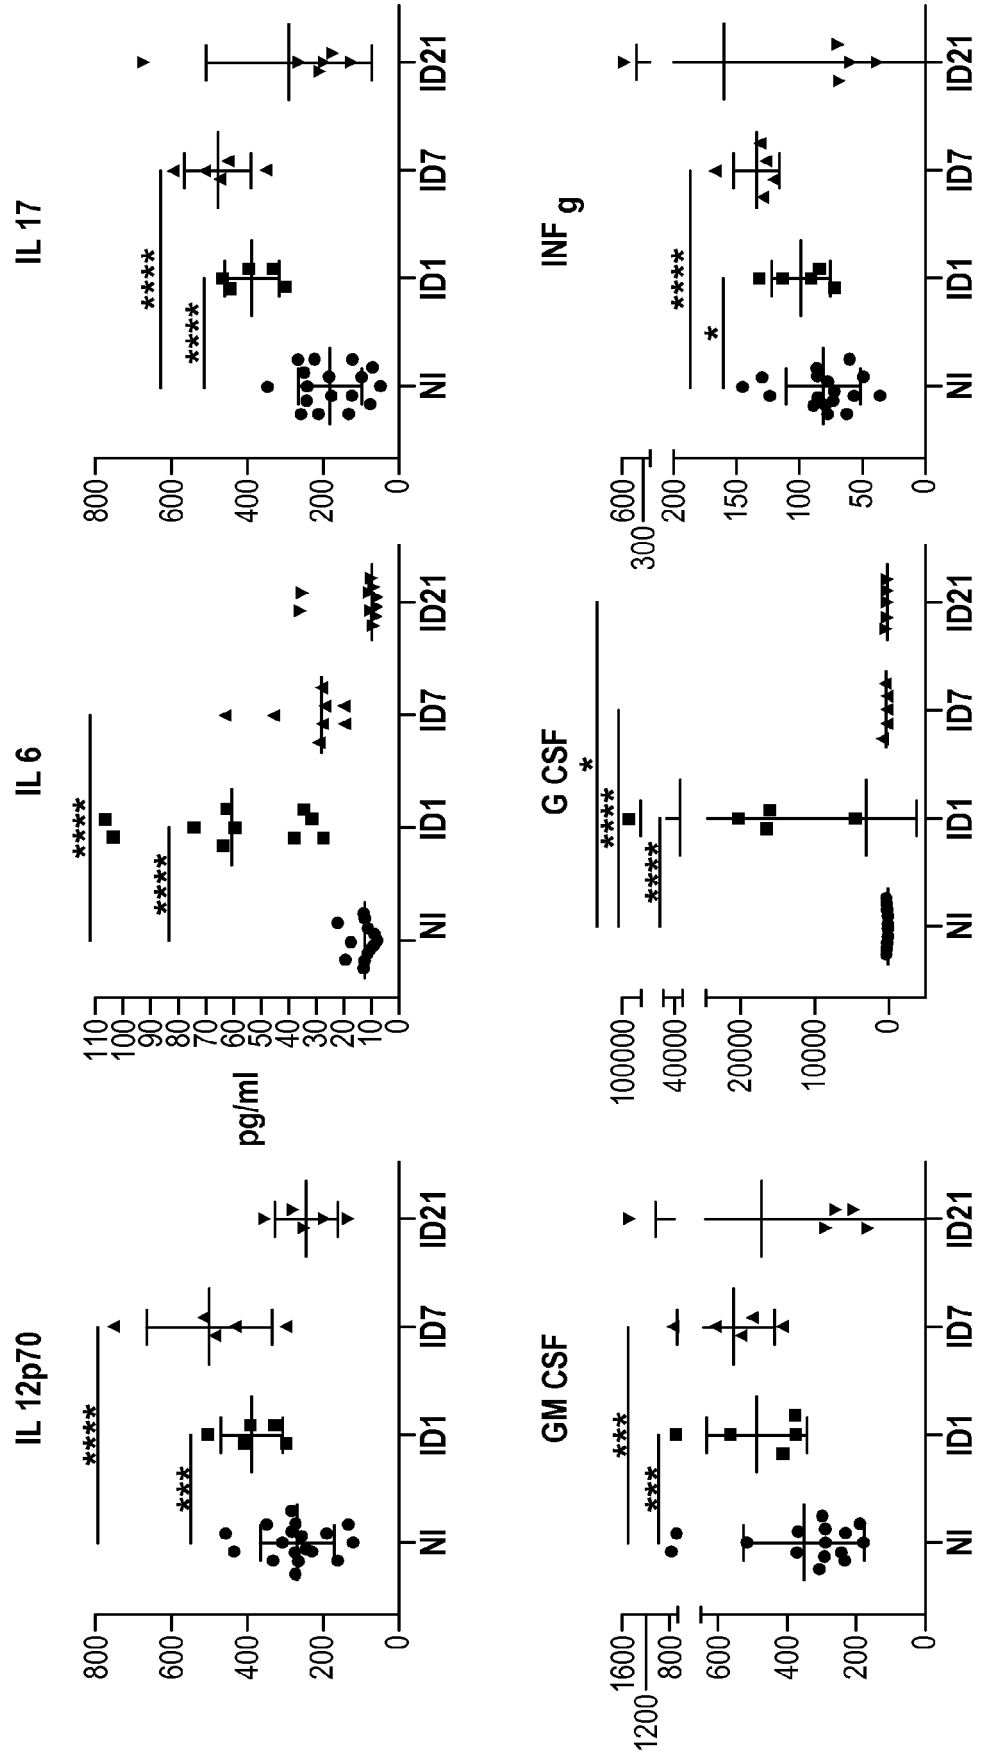 IL 12p70
800
600
400
200
0
***
****
NI
ID1
ID7
ID21
pg/ml
IL 6
110
100
90
80
70
60
50
40
30
20
10
0
****
****
NI
ID1
ID7
ID21
IL 17
800
600
400
200
0
****
****
NI
ID1
ID7
ID21
GM CSF
1600
1200
800
600
400
200
0
***
***
NI
ID1
ID7
ID21
G CSF
100000
40000
20000
10000
0
*
****
****
NI
ID1
ID7
ID21
INF g
600
300
200
150
100
50
0
****
*
NI
ID1
ID7
ID21